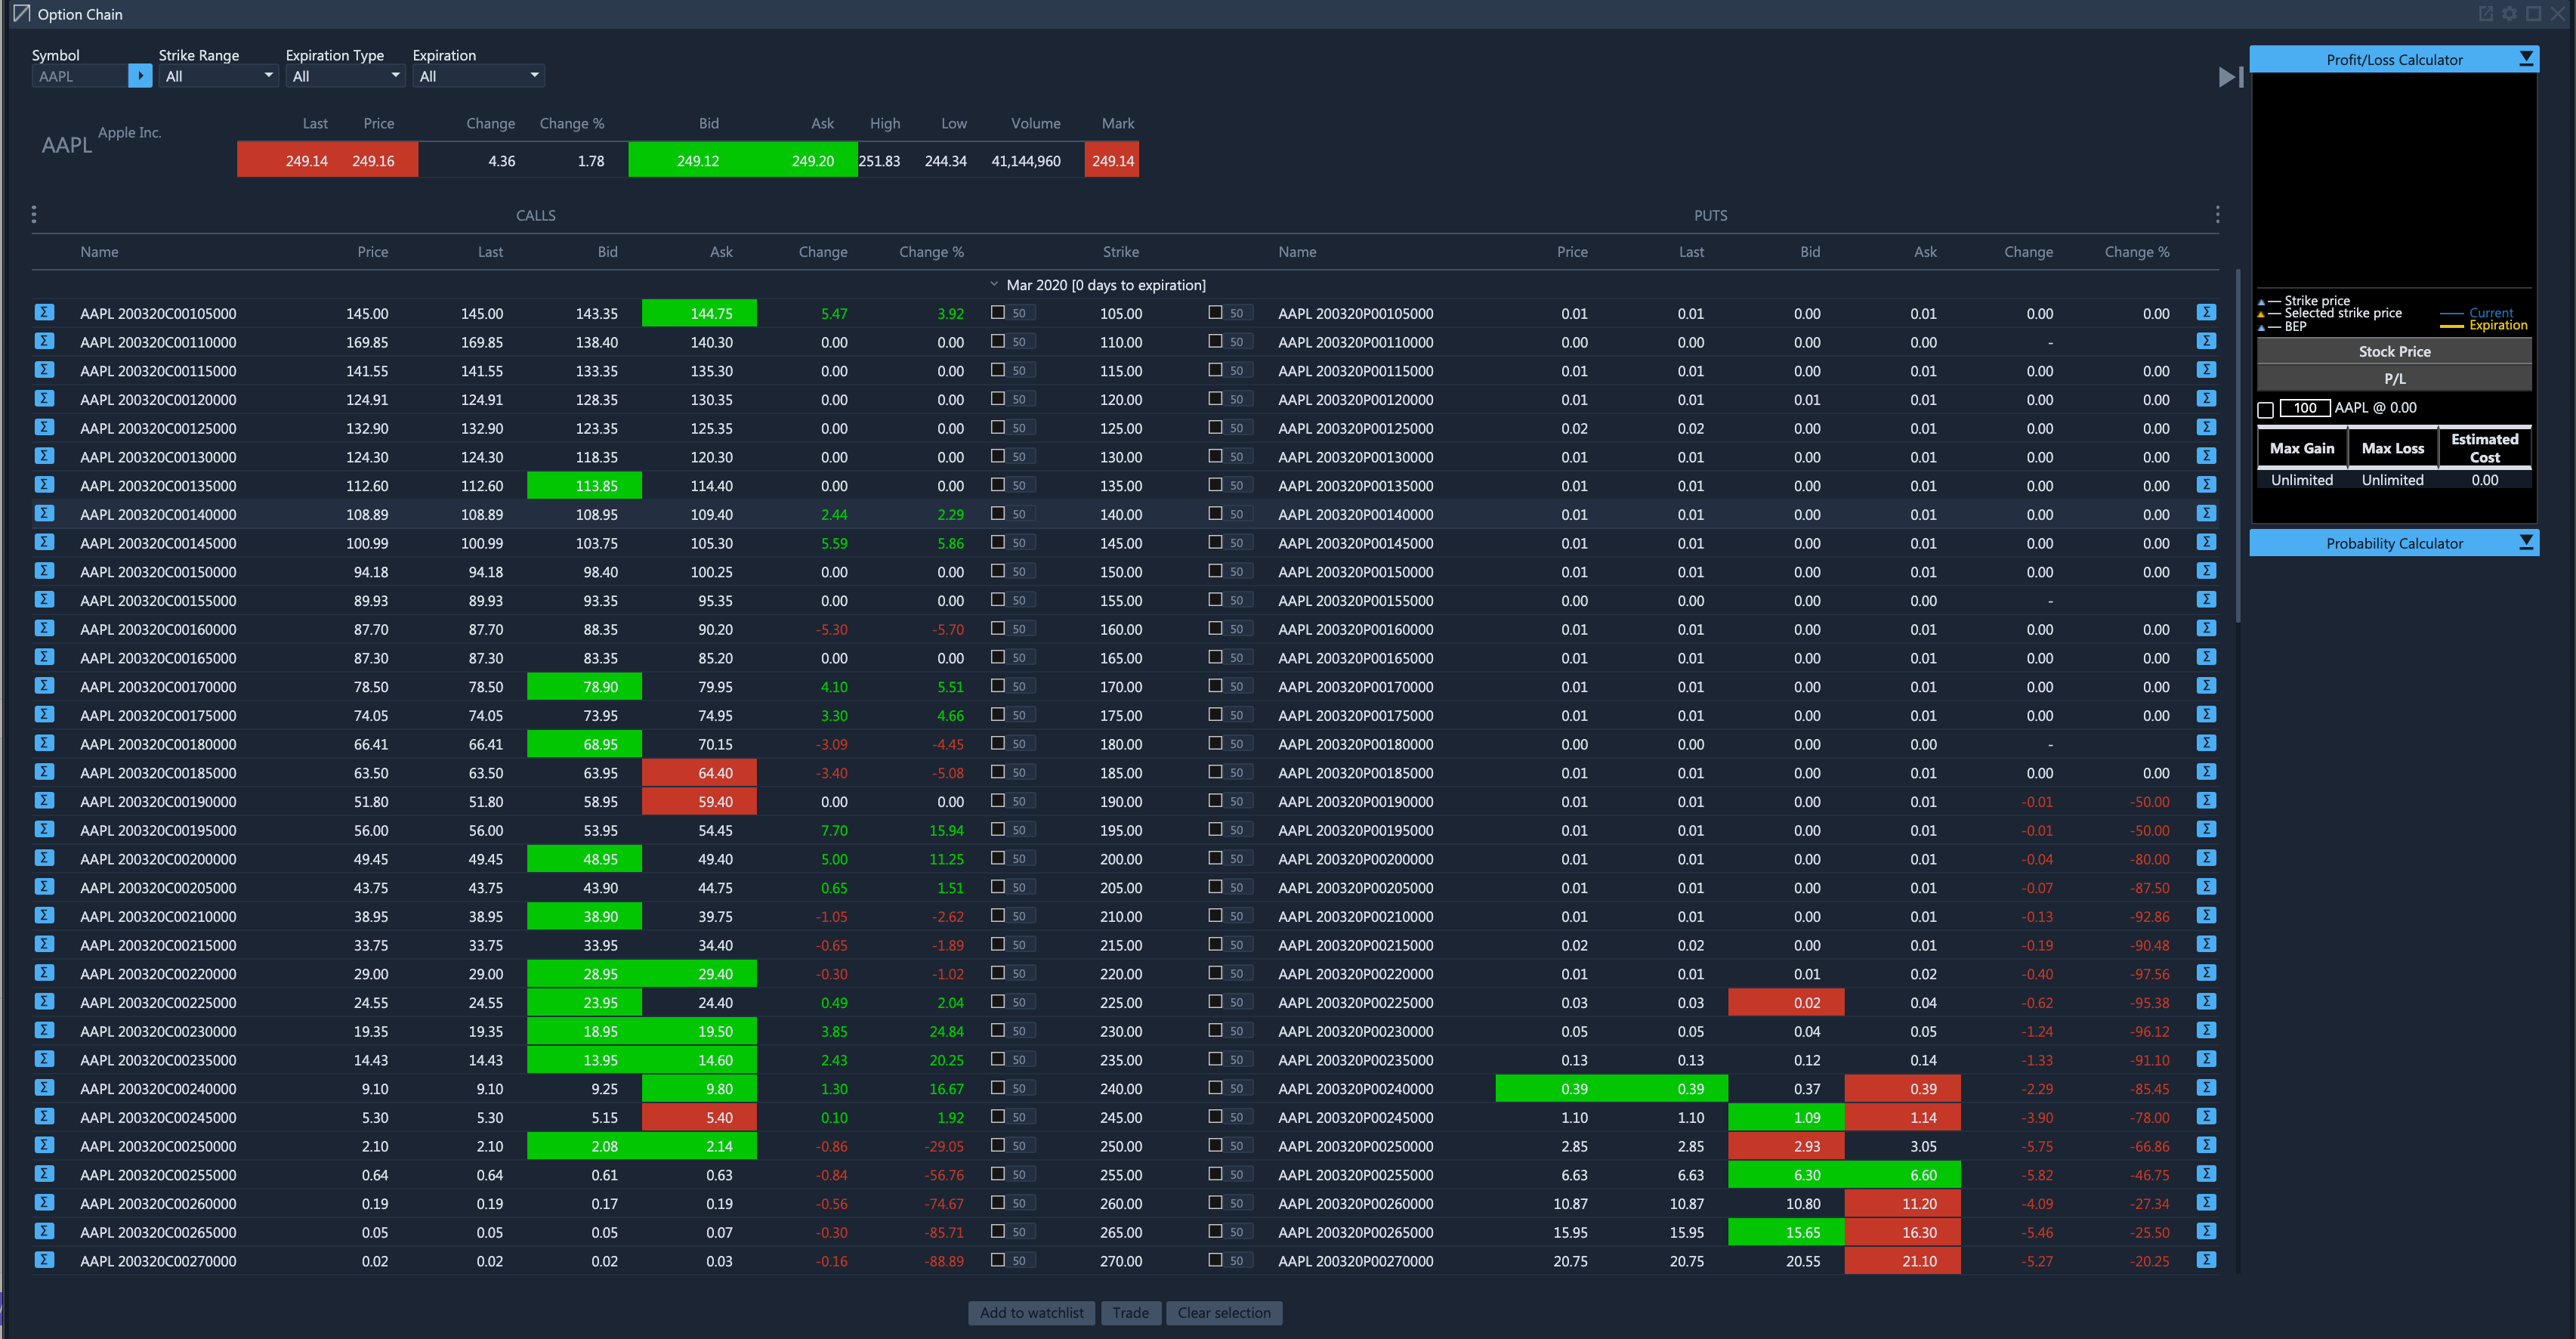 Option Chain
Symbol Strike Range Expiration Type Expiration
AAPL All All All
Last Price Change Change % Bid Ask High Low Volume Mark
AAPL Apple Inc.
249.14 249.16 4.36 1.78 249.12 249.20 251.83 244.34 41,144,960 249.14
CALLS PUTS
Name Price Last Bid Ask Change Change % Strike Name Price Last Bid Ask Change Change %
Mar 2020 [0 days to expiration]
Σ AAPL 200320C00105000 145.00 145.00 143.35 144.75 5.47 3.92 50 105.00 50 AAPL 200320P00105000 0.01 0.01 0.00 0.01 0.00 0.00 Σ
Σ AAPL 200320C00110000 169.85 169.85 138.40 140.30 0.00 0.00 50 110.00 50 AAPL 200320P00110000 0.00 0.00 0.00 0.00 - Σ
Σ AAPL 200320C00115000 141.55 141.55 133.35 135.30 0.00 0.00 50 115.00 50 AAPL 200320P00115000 0.01 0.01 0.00 0.01 0.00 0.00 Σ
Σ AAPL 200320C00120000 124.91 124.91 128.35 130.35 0.00 0.00 50 120.00 50 AAPL 200320P00120000 0.01 0.01 0.01 0.01 0.00 0.00 Σ
Σ AAPL 200320C00125000 132.90 132.90 123.35 125.35 0.00 0.00 50 125.00 50 AAPL 200320P00125000 0.02 0.02 0.00 0.01 0.00 0.00 Σ
Σ AAPL 200320C00130000 124.30 124.30 118.35 120.30 0.00 0.00 50 130.00 50 AAPL 200320P00130000 0.01 0.01 0.00 0.01 0.00 0.00 Σ
Σ AAPL 200320C00135000 112.60 112.60 113.85 114.40 0.00 0.00 50 135.00 50 AAPL 200320P00135000 0.01 0.01 0.00 0.01 0.00 0.00 Σ
Σ AAPL 200320C00140000 108.89 108.89 108.95 109.40 2.44 2.29 50 140.00 50 AAPL 200320P00140000 0.01 0.01 0.00 0.01 0.00 0.00 Σ
Σ AAPL 200320C00145000 100.99 100.99 103.75 105.30 5.59 5.86 50 145.00 50 AAPL 200320P00145000 0.01 0.01 0.00 0.01 0.00 0.00 Σ
Σ AAPL 200320C00150000 94.18 94.18 98.40 100.25 0.00 0.00 50 150.00 50 AAPL 200320P00150000 0.01 0.01 0.00 0.01 0.00 0.00 Σ
Σ AAPL 200320C00155000 89.93 89.93 93.35 95.35 0.00 0.00 50 155.00 50 AAPL 200320P00155000 0.00 0.00 0.00 0.00 - Σ
Σ AAPL 200320C00160000 87.70 87.70 88.35 90.20 -5.30 -5.70 50 160.00 50 AAPL 200320P00160000 0.01 0.01 0.00 0.01 0.00 0.00 Σ
Σ AAPL 200320C00165000 87.30 87.30 83.35 85.20 0.00 0.00 50 165.00 50 AAPL 200320P00165000 0.01 0.01 0.00 0.01 0.00 0.00 Σ
Σ AAPL 200320C00170000 78.50 78.50 78.90 79.95 4.10 5.51 50 170.00 50 AAPL 200320P00170000 0.01 0.01 0.00 0.01 0.00 0.00 Σ
Σ AAPL 200320C00175000 74.05 74.05 73.95 74.95 3.30 4.66 50 175.00 50 AAPL 200320P00175000 0.01 0.01 0.00 0.01 0.00 0.00 Σ
Σ AAPL 200320C00180000 66.41 66.41 68.95 70.15 -3.09 -4.45 50 180.00 50 AAPL 200320P00180000 0.00 0.00 0.00 0.00 - Σ
Σ AAPL 200320C00185000 63.50 63.50 63.95 64.40 -3.40 -5.08 50 185.00 50 AAPL 200320P00185000 0.01 0.01 0.00 0.01 0.00 0.00 Σ
Σ AAPL 200320C00190000 51.80 51.80 58.95 59.40 0.00 0.00 50 190.00 50 AAPL 200320P00190000 0.01 0.01 0.00 0.01 -0.01 -50.00 Σ
Σ AAPL 200320C00195000 56.00 56.00 53.95 54.45 7.70 15.94 50 195.00 50 AAPL 200320P00195000 0.01 0.01 0.00 0.01 -0.01 -50.00 Σ
Σ AAPL 200320C00200000 49.45 49.45 48.95 49.40 5.00 11.25 50 200.00 50 AAPL 200320P00200000 0.01 0.01 0.00 0.01 -0.04 -80.00 Σ
Σ AAPL 200320C00205000 43.75 43.75 43.90 44.75 0.65 1.51 50 205.00 50 AAPL 200320P00205000 0.01 0.01 0.00 0.01 -0.07 -87.50 Σ
Σ AAPL 200320C00210000 38.95 38.95 38.90 39.75 -1.05 -2.62 50 210.00 50 AAPL 200320P00210000 0.01 0.01 0.00 0.01 -0.13 -92.86 Σ
Σ AAPL 200320C00215000 33.75 33.75 33.95 34.40 -0.65 -1.89 50 215.00 50 AAPL 200320P00215000 0.02 0.02 0.00 0.01 -0.19 -90.48 Σ
Σ AAPL 200320C00220000 29.00 29.00 28.95 29.40 -0.30 -1.02 50 220.00 50 AAPL 200320P00220000 0.01 0.01 0.01 0.02 -0.40 -97.56 Σ
Σ AAPL 200320C00225000 24.55 24.55 23.95 24.40 0.49 2.04 50 225.00 50 AAPL 200320P00225000 0.03 0.03 0.02 0.04 -0.62 -95.38 Σ
Σ AAPL 200320C00230000 19.35 19.35 18.95 19.50 3.85 24.84 50 230.00 50 AAPL 200320P00230000 0.05 0.05 0.04 0.05 -1.24 -96.12 Σ
Σ AAPL 200320C00235000 14.43 14.43 13.95 14.60 2.43 20.25 50 235.00 50 AAPL 200320P00235000 0.13 0.13 0.12 0.14 -1.33 -91.10 Σ
Σ AAPL 200320C00240000 9.10 9.10 9.25 9.80 1.30 16.67 50 240.00 50 AAPL 200320P00240000 0.39 0.39 0.37 0.39 -2.29 -85.45 Σ
Σ AAPL 200320C00245000 5.30 5.30 5.15 5.40 0.10 1.92 50 245.00 50 AAPL 200320P00245000 1.10 1.10 1.09 1.14 -3.90 -78.00 Σ
Σ AAPL 200320C00250000 2.10 2.10 2.08 2.14 -0.86 -29.05 50 250.00 50 AAPL 200320P00250000 2.85 2.85 2.93 3.05 -5.75 -66.86 Σ
Σ AAPL 200320C00255000 0.64 0.64 0.61 0.63 -0.84 -56.76 50 255.00 50 AAPL 200320P00255000 6.63 6.63 6.30 6.60 -5.82 -46.75 Σ
Σ AAPL 200320C00260000 0.19 0.19 0.17 0.19 -0.56 -74.67 50 260.00 50 AAPL 200320P00260000 10.87 10.87 10.80 11.20 -4.09 -27.34 Σ
Σ AAPL 200320C00265000 0.05 0.05 0.05 0.07 -0.30 -85.71 50 265.00 50 AAPL 200320P00265000 15.95 15.95 15.65 16.30 -5.46 -25.50 Σ
Σ AAPL 200320C00270000 0.02 0.02 0.02 0.03 -0.16 -88.89 50 270.00 50 AAPL 200320P00270000 20.75 20.75 20.55 21.10 -5.27 -20.25 Σ
Add to watchlist Trade Clear selection
Profit/Loss Calculator
Strike price
Selected strike price Current
BEP Expiration
Stock Price
P/L
100 AAPL @ 0.00
Max Gain Max Loss Estimated Cost
Unlimited Unlimited 0.00
Probability Calculator